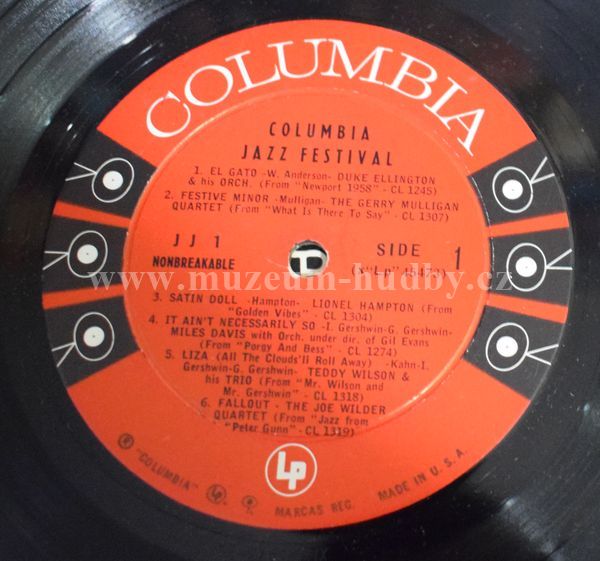 COLUMBIA
COLUMBIA
JAZZ FESTIVAL
1. EL GATO -W. Anderson- DUKE ELLINGTON
& his ORCH. (From "Newport 1958" - CL 1245)
2. FESTIVE MINOR -Mulligan- THE GERRY MULLIGAN
QUARTET (From "What Is There To Say" - CL 1307)
J J 1
NONBREAKABLE
SIDE 1
(x"Lp" 45473)
www.muzeum-hudby.cz
3. SATIN DOLL -Hampton- LIONEL HAMPTON (From
"Golden Vibes" - CL 1304)
4. IT AIN'T NECESSARILY SO -I. Gershwin-G. Gershwin-
MILES DAVIS with Orch. under dir. of Gil Evans
(From "Porgy And Bess" - CL 1274)
5. LIZA (All The Clouds'll Roll Away) -Kahn-I.
Gershwin-G. Gershwin- TEDDY WILSON &
his TRIO (From "Mr. Wilson and
Mr. Gershwin" - CL 1318)
6. FALLOUT - THE JOE WILDER
QUARTET (From "Jazz from
"Peter Gunn" - CL 1319)
LP
"COLUMBIA" MARCAS REG. MADE IN U. S. A.